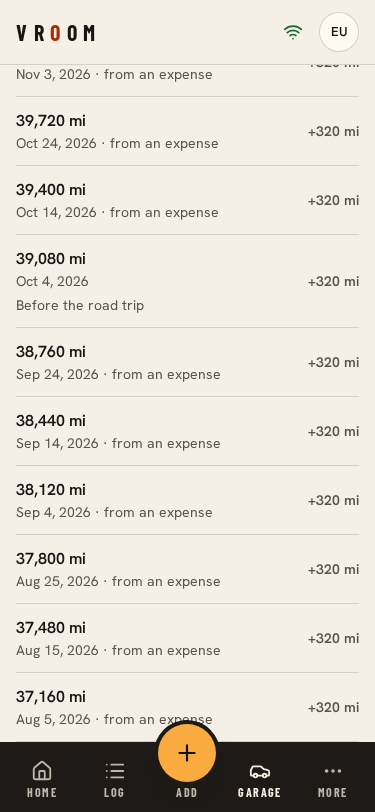 VROOM
EU
+320 mi
Nov 3, 2026 · from an expense
39,720 mi
Oct 24, 2026 · from an expense
+320 mi
39,400 mi
Oct 14, 2026 · from an expense
+320 mi
39,080 mi
Oct 4, 2026
Before the road trip
+320 mi
38,760 mi
Sep 24, 2026 · from an expense
+320 mi
38,440 mi
Sep 14, 2026 · from an expense
+320 mi
38,120 mi
Sep 4, 2026 · from an expense
+320 mi
37,800 mi
Aug 25, 2026 · from an expense
+320 mi
37,480 mi
Aug 15, 2026 · from an expense
+320 mi
37,160 mi
Aug 5, 2026 · from an expense
+320 mi
HOME
LOG
ADD
GARAGE
MORE